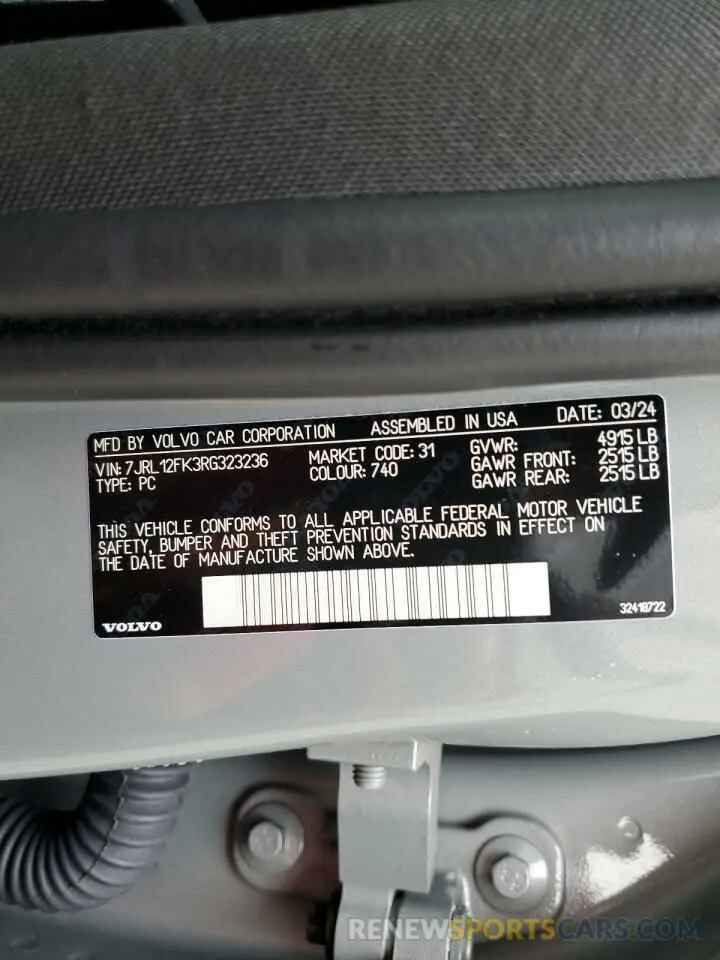 MFD BY VOLVO CAR CORPORATION ASSEMBLED IN USA DATE: 03/24
VIN: 7JRL12FK3RG323236 MARKET CODE: 31 GVWR: 4915 LB
TYPE: PC COLOUR: 740 GAWR FRONT: 2515 LB
GAWR REAR: 2515 LB
THIS VEHICLE CONFORMS TO ALL APPLICABLE FEDERAL MOTOR VEHICLE
SAFETY, BUMPER AND THEFT PREVENTION STANDARDS IN EFFECT ON
THE DATE OF MANUFACTURE SHOWN ABOVE.
VOLVO 32418722
RENEWSPORTSCARS.COM